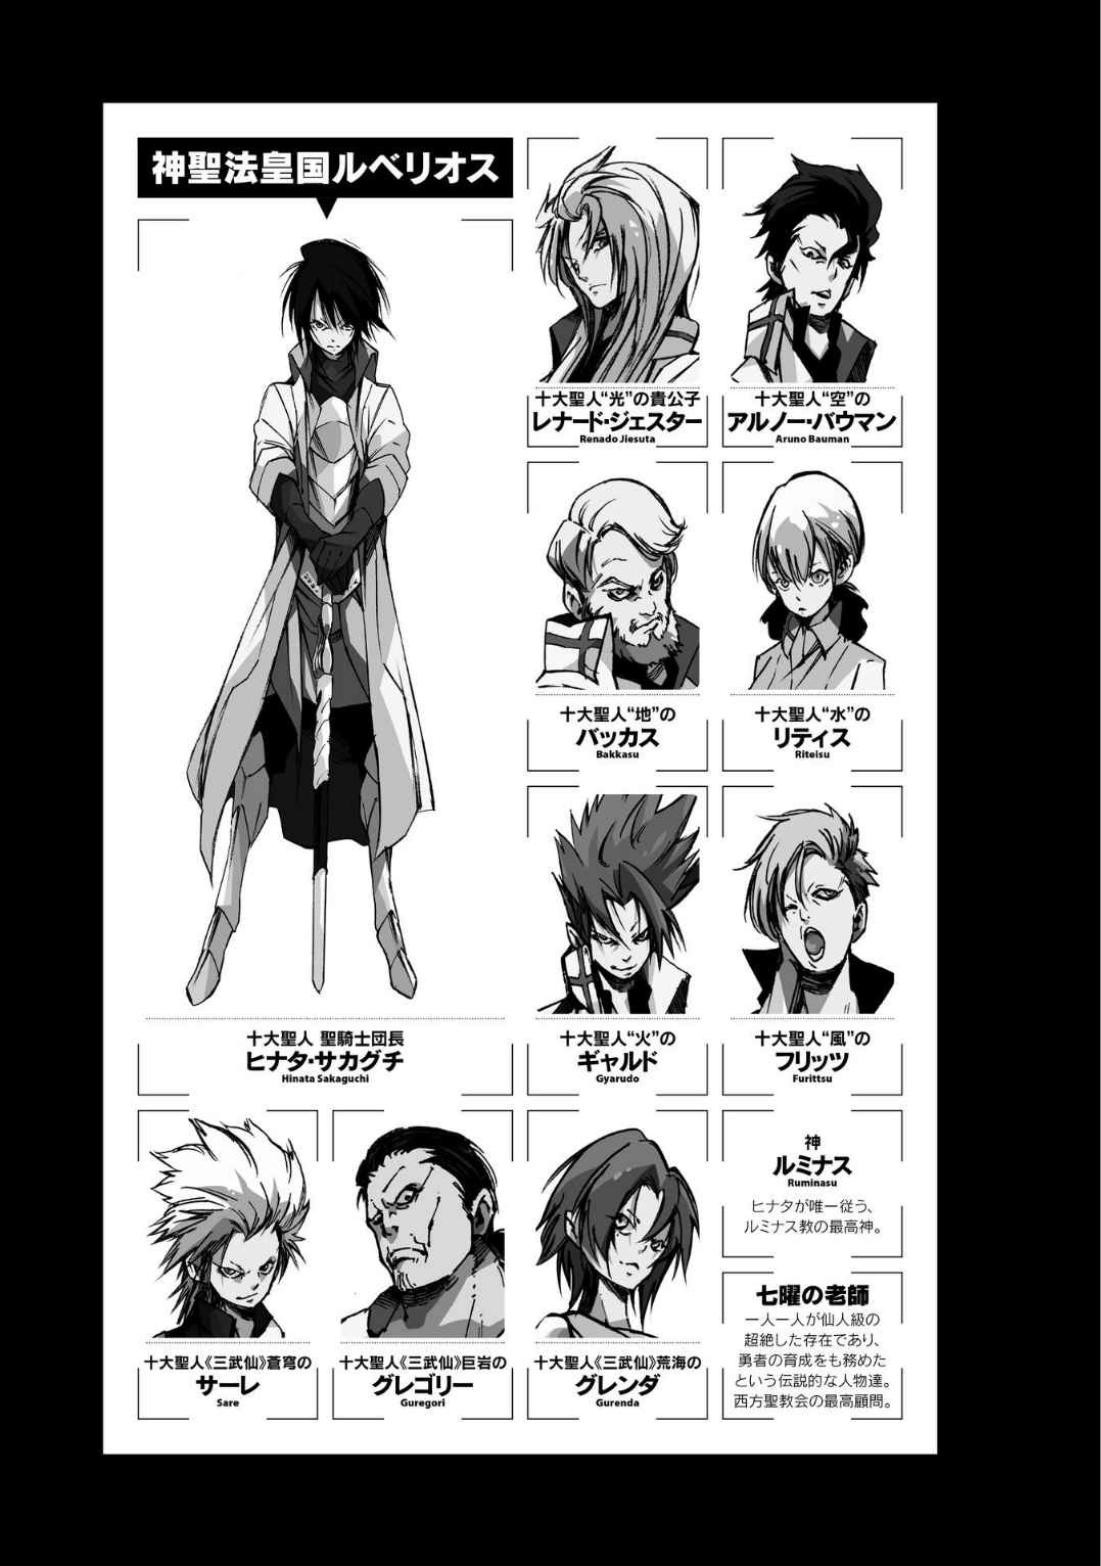 神聖法皇国ルベリオス
十大聖人 聖騎士団長
ヒナタ・サカグチ
Hinata Sakaguchi
十大聖人“光”の貴公子
レナード・ジェスター
Renado Jiesuta
十大聖人“空”の
アルノー・バウマン
Aruno Bauman
十大聖人“地”の
バッカス
Bakkasu
十大聖人“水”の
リティス
Riteisu
十大聖人“火”の
ギャルド
Gyarudo
十大聖人“風”の
フリッツ
Furittsu
十大聖人《三武仙》蒼穹の
サーレ
Sare
十大聖人《三武仙》巨岩の
グレゴリー
Guregori
十大聖人《三武仙》荒海の
グレンダ
Gurenda
神
ルミナス
Ruminasu
ヒナタが唯一従う、
ルミナス教の最高神。
七曜の老師
一人一人が仙人級の
超絶した存在であり、
勇者の育成をも務めた
という伝説的な人物達。
西方聖教会の最高顧問。